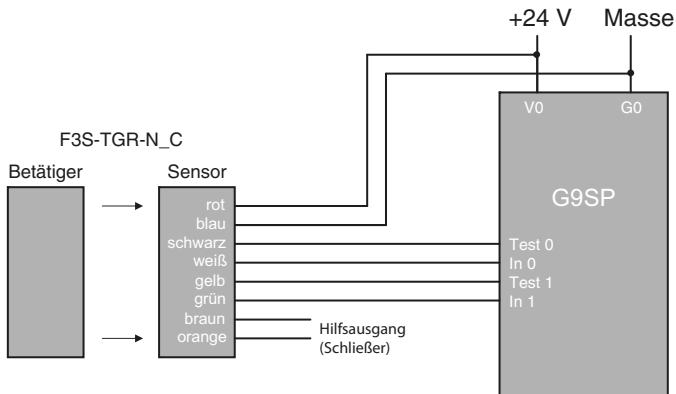 +24 V Masse
V0 G0
F3S-TGR-N_C
Betätiger Sensor
G9SP
rot
blau
schwarz
weiß
gelb
grün
braun
orange
Test 0
In 0
Test 1
In 1
Hilfsausgang
(Schließer)